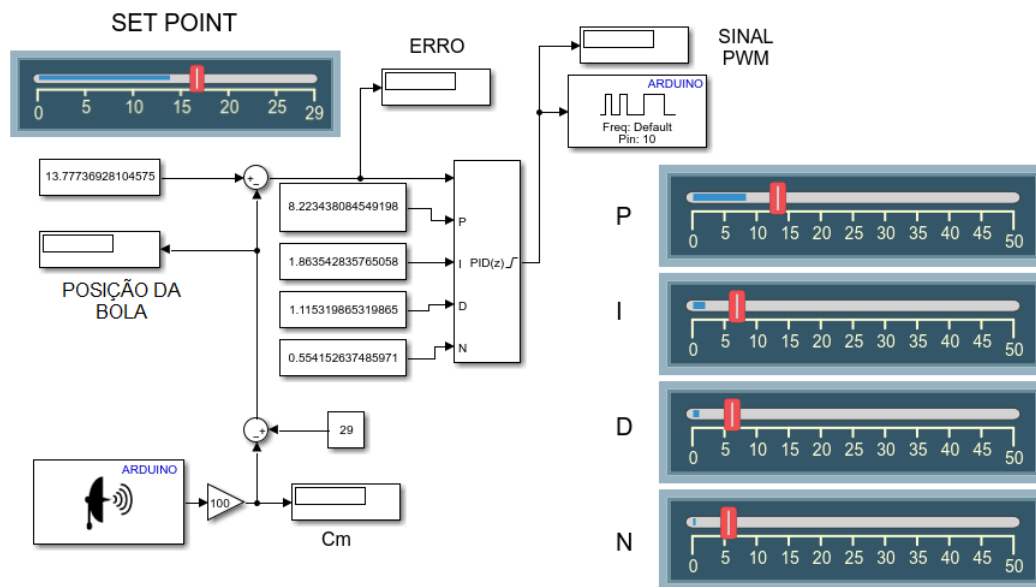 SET POINT
0 5 10 15 20 25 29
ERRO
SINAL
PWM
ARDUINO
Freq: Default
Pin: 10
13.77736928104575
+
−
8.223438084549198
P
1.863542835765058
I
PID(z)
1.115319865319865
D
0.554152637485971
N
POSIÇÃO DA
BOLA
−
+
29
ARDUINO
100
Cm
P
0 5 10 15 20 25 30 35 40 45 50
I
0 5 10 15 20 25 30 35 40 45 50
D
0 5 10 15 20 25 30 35 40 45 50
N
0 5 10 15 20 25 30 35 40 45 50